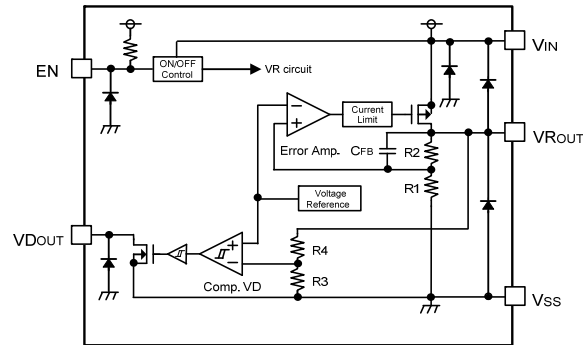 VIN
EN
ON/OFF
Control
VR circuit
Current
Limit
VROUT
Error Amp.
CFB
R2
R1
Voltage
Reference
VDOUT
R4
R3
Comp. VD
VSS